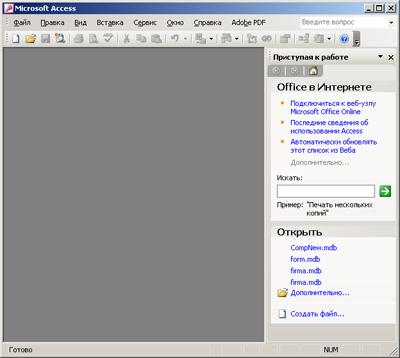 Microsoft Access
Файл Правка Вид Вставка Сервис Окно Справка Adobe PDF Введите вопрос
Приступая к работе
Office в Интернете
Подключиться к веб-узлу
Microsoft Office Online
Последние сведения об
использовании Access
Автоматически обновлять
этот список из Веба
Дополнительно...
Искать:
Пример: "Печать нескольких
копий"
Открыть
CompNew.mdb
form.mdb
firma.mdb
firma.mdb
Дополнительно...
Создать файл...
Готово NUM